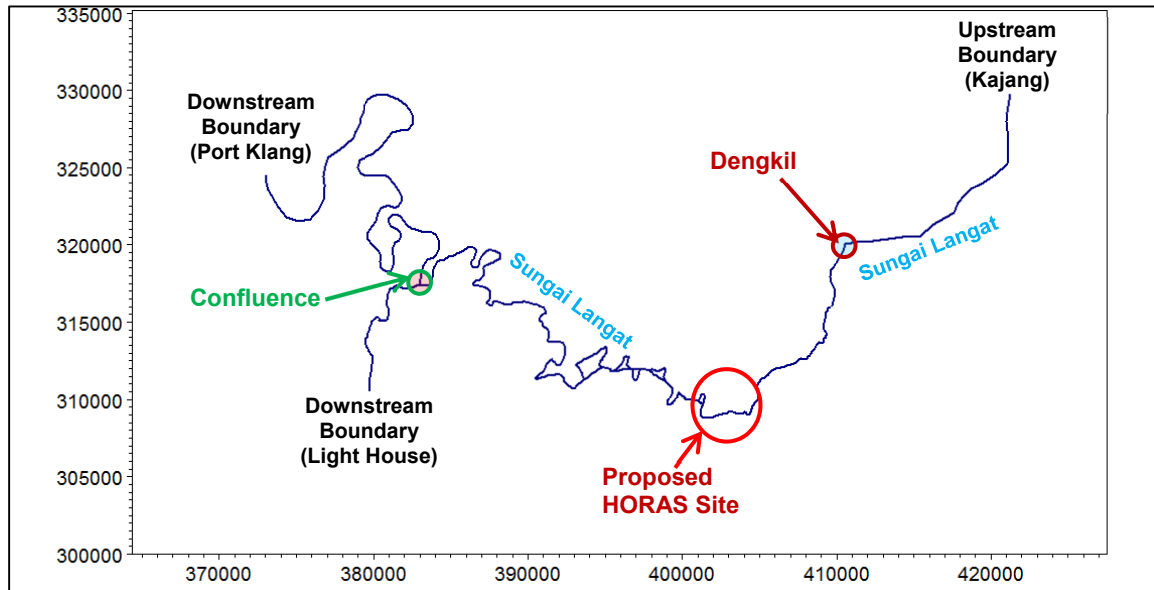 335000
330000
325000
320000
315000
310000
305000
300000
370000
380000
390000
400000
410000
420000
Upstream
Boundary
(Kajang)
Downstream
Boundary
(Port Klang)
Dengkil
Sungai Langat
Sungai Langat
Confluence
Downstream
Boundary
(Light House)
Proposed
HORAS Site